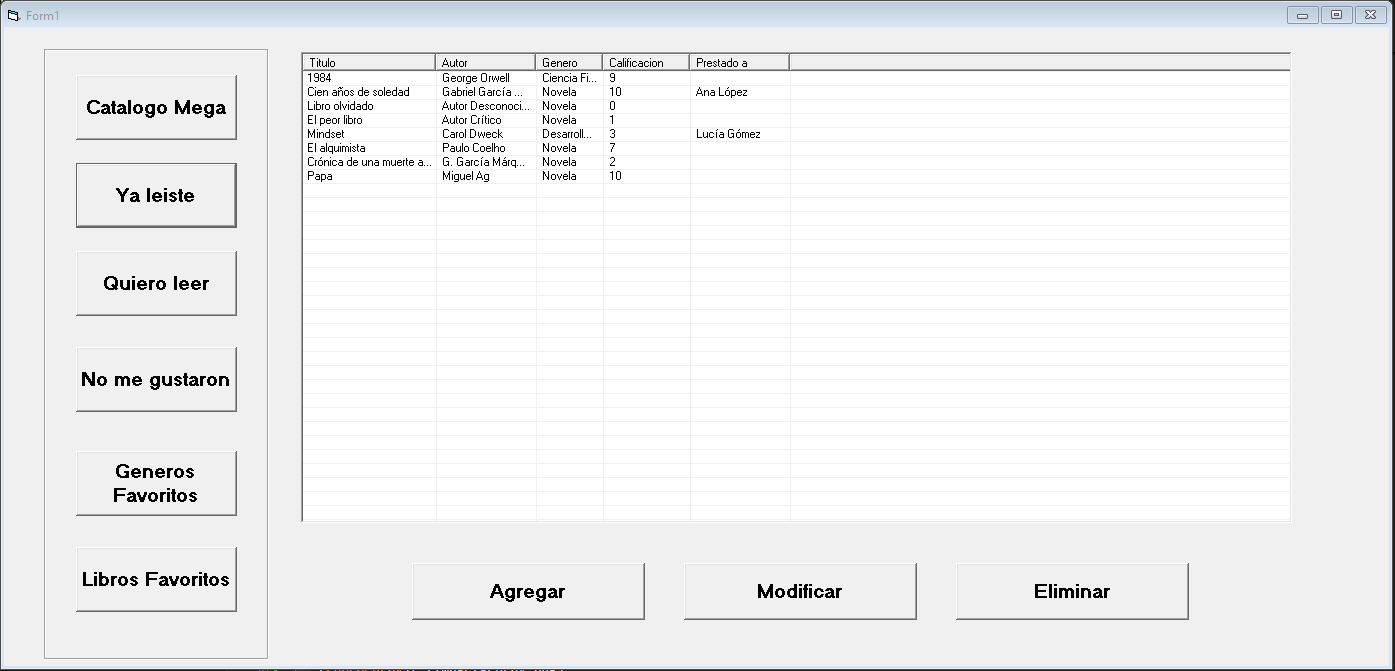 Form1
Catalogo Mega
Ya leiste
Quiero leer
No me gustaron
Generos
Favoritos
Libros Favoritos
Titulo Autor Genero Calificacion Prestado a
1984 George Orwell Ciencia Fi... 9
Cien años de soledad Gabriel García ... Novela 10 Ana López
Libro olvidado Autor Desconoci... Novela 0
El peor libro Autor Crítico Novela 1
Mindset Carol Dweck Desarroll... 3 Lucía Gómez
El alquimista Paulo Coelho Novela 7
Crónica de una muerte a... G. García Márq... Novela 2
Papa Miguel Ag Novela 10
Agregar Modificar Eliminar